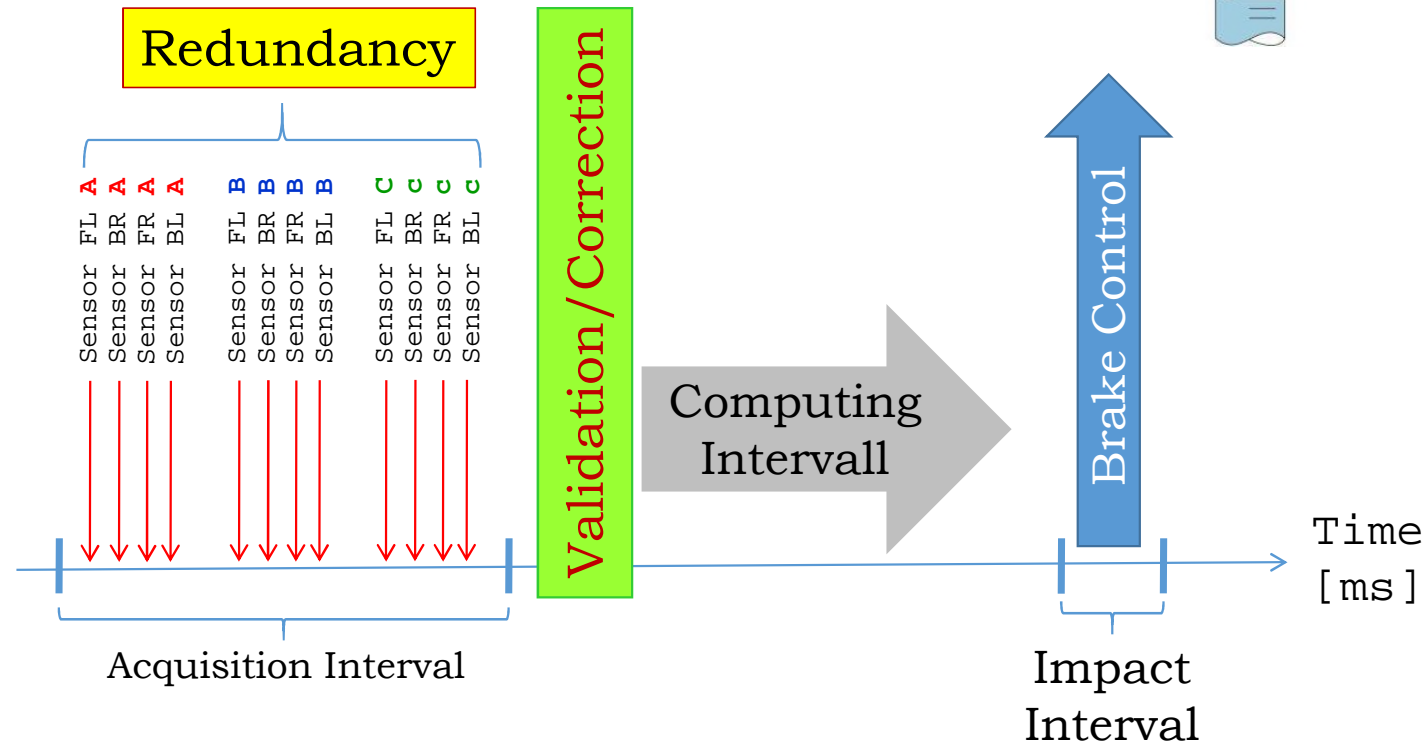 Redundancy
Sensor FL A
Sensor BR A
Sensor FR A
Sensor BL A
Sensor FL B
Sensor BR B
Sensor FR B
Sensor BL B
Sensor FL C
Sensor BR c
Sensor FR c
Sensor BL c
Validation/Correction
Computing
Intervall
Brake Control
Time
[ms]
Acquisition Interval
Impact
Interval